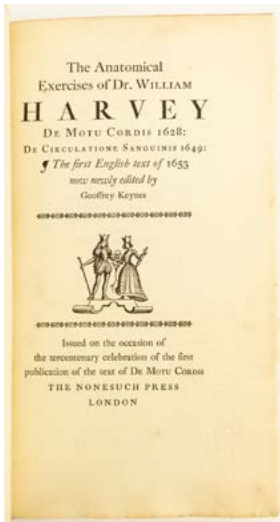 The Anatomical
Exercises of Dr. WILLIAM
HARVEY
DE MOTU CORDIS 1628:
DE CIRCULATIONE SANGUINIS 1649:
¶ The first English text of 1653
now newly edited by
Geoffrey Keynes
Issued on the occasion of
the tercentenary celebration of the first
publication of the text of DE MOTU CORDIS
THE NONESUCH PRESS
LONDON